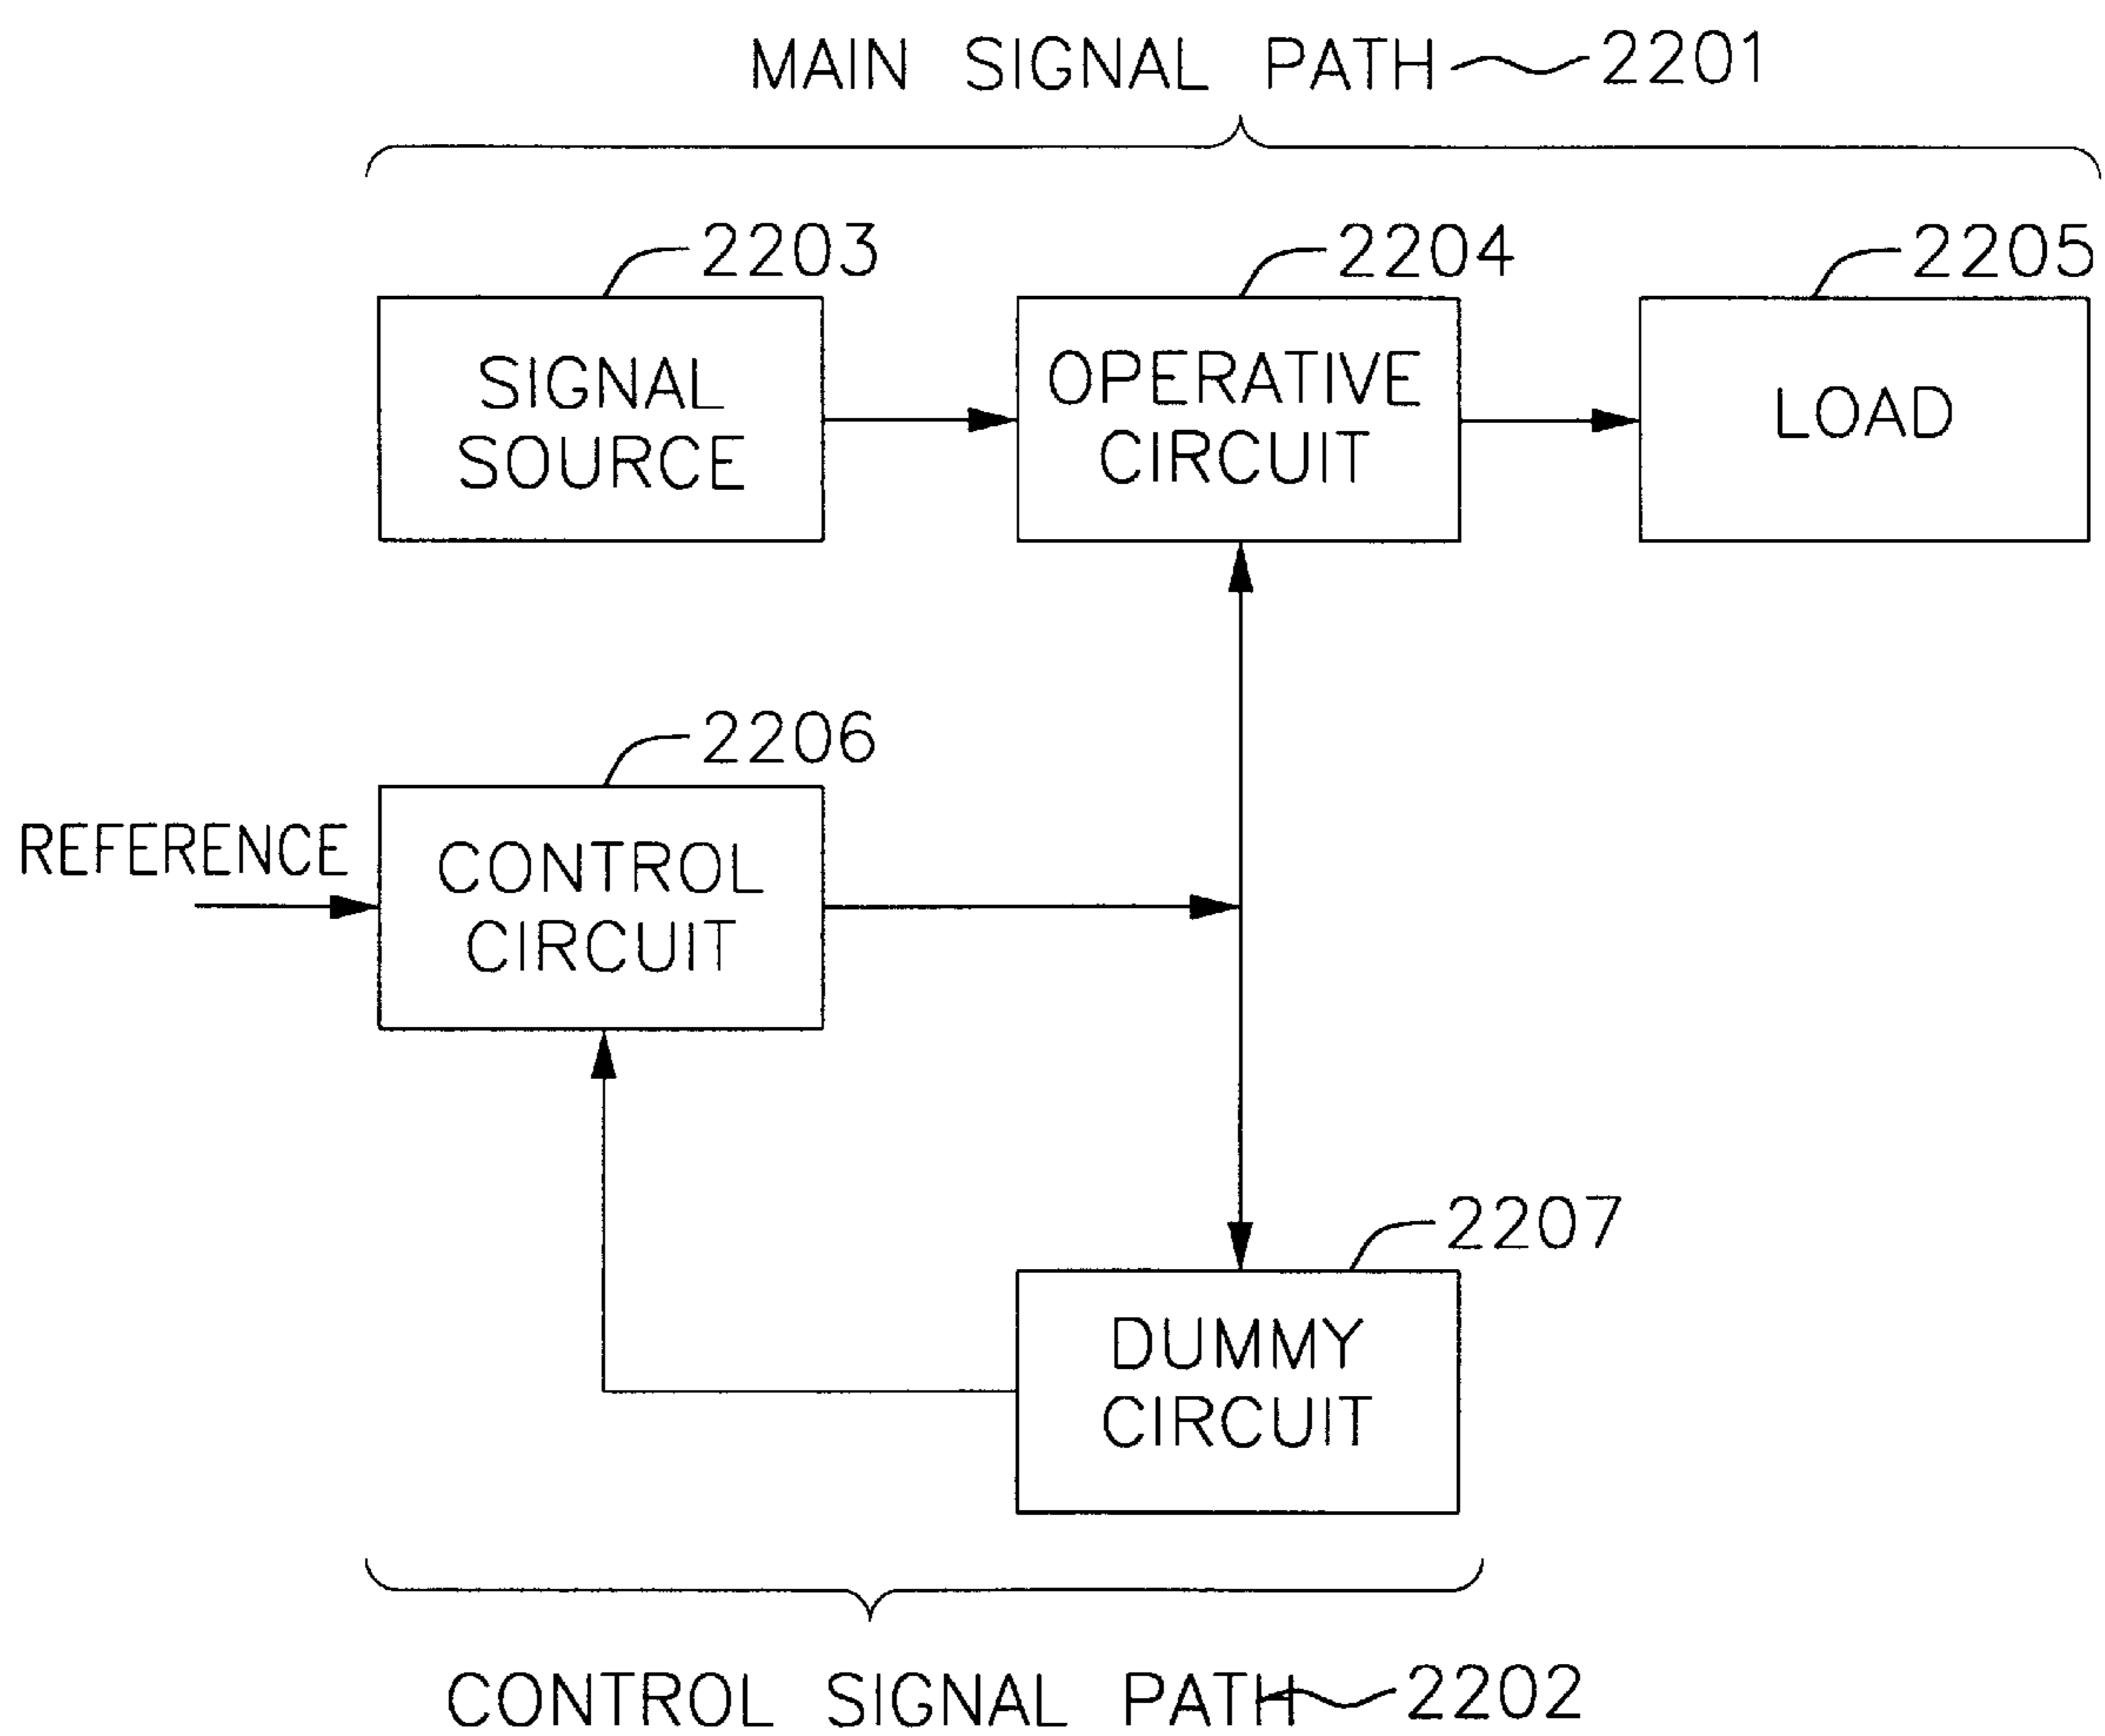 MAIN SIGNAL PATH 2201
2203
2204
2205
SIGNAL
SOURCE
OPERATIVE
CIRCUIT
LOAD
2206
REFERENCE
CONTROL
CIRCUIT
2207
DUMMY
CIRCUIT
CONTROL SIGNAL PATH 2202